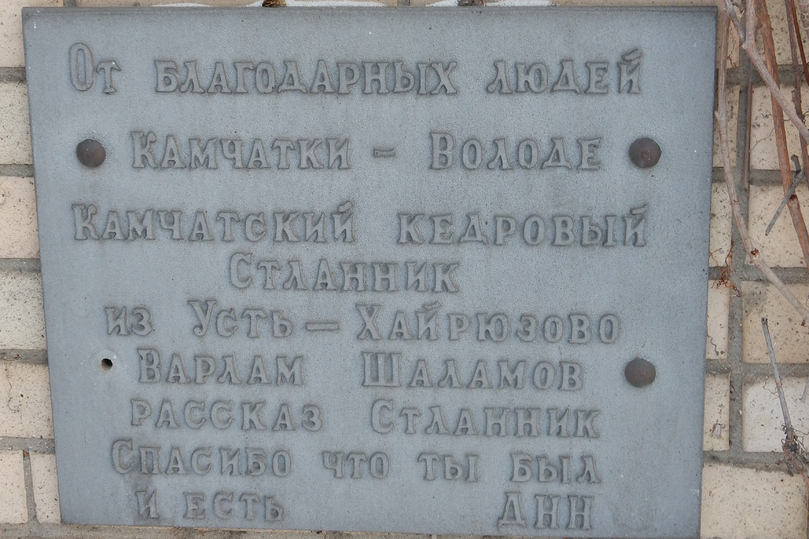 От благодарных людей
Камчатки – Володе
Камчатский кедровый
Стланник
из Усть – Хайрюзово
Варлам Шаламов
рассказ Стланник
Спасибо что ты был
и есть ДНН